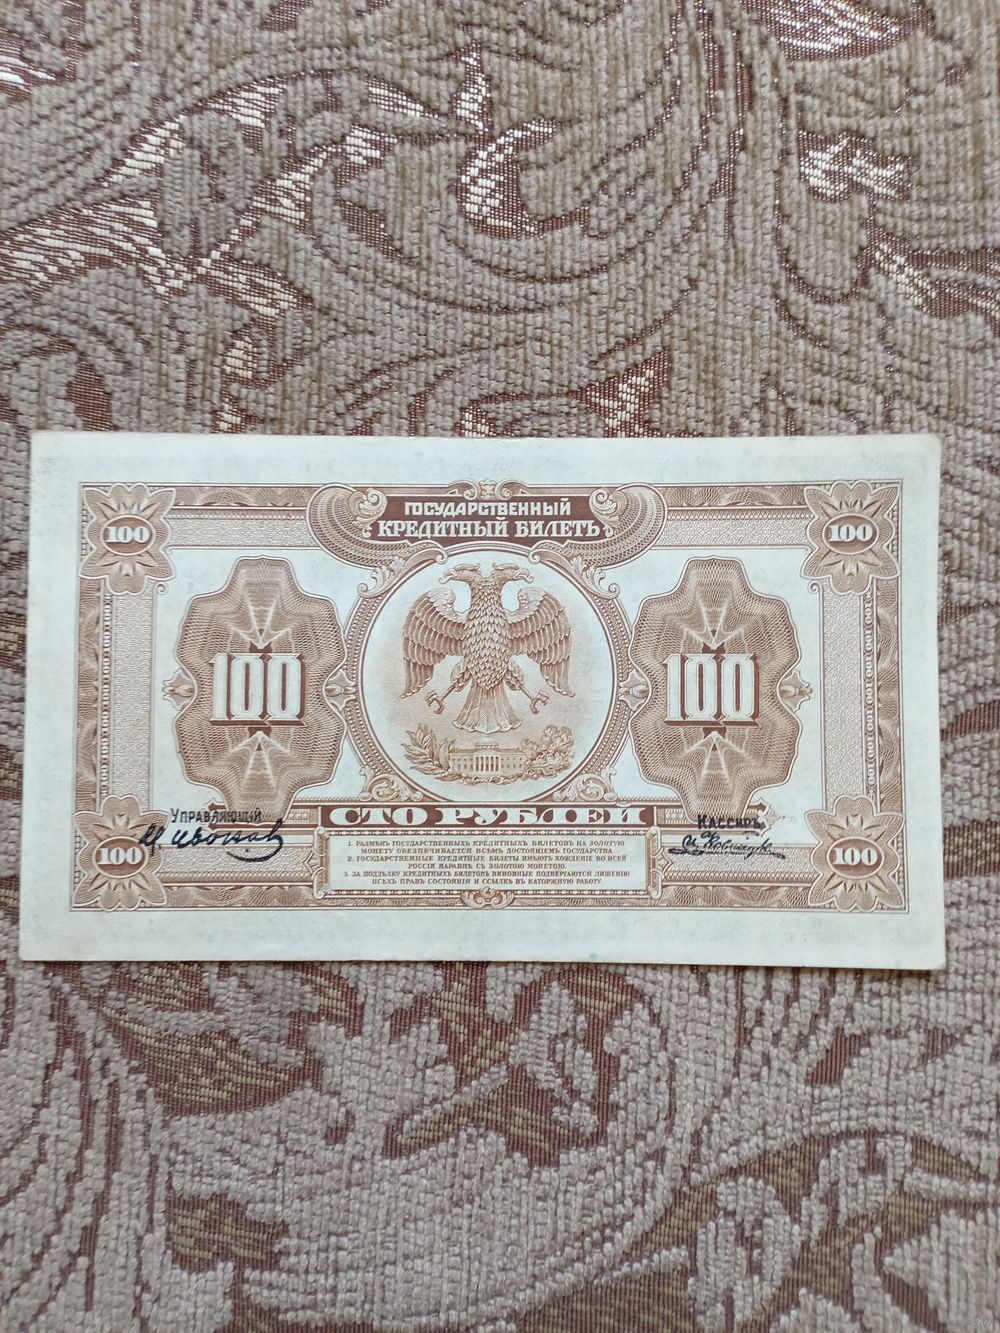 ГОСУДАРСТВЕННЫЙ
КРЕДИТНЫЙ БИЛЕТЪ
100
100
100
100
УПРАВЛЯЮЩІЙ
СТО РУБЛЕЙ
КАССИРЪ
1. РАЗМѢНЪ ГОСУДАРСТВЕННЫХЪ КРЕДИТНЫХЪ БИЛЕТОВЪ НА ЗОЛОТУЮ
МОНЕТУ ОБЕЗПЕЧИВАЕТСЯ ВСѢМЪ ДОСТОЯНІЕМЪ ГОСУДАРСТВА
2. ГОСУДАРСТВЕННЫЕ КРЕДИТНЫЕ БИЛЕТЫ ИМѢЮТЪ ХОЖДЕНІЕ ВО ВСЕЙ
РОССІИ НАРАВНѢ СЪ ЗОЛОТОЮ МОНЕТОЮ.
3. ЗА ПОДДѢЛКУ КРЕДИТНЫХЪ БИЛЕТОВЪ ВИНОВНЫЕ ПОДВЕРГАЮТСЯ ЛИШЕНІЮ
ВСѢХЪ ПРАВЪ СОСТОЯНІЯ И ССЫЛКѢ ВЪ КАТОРЖНУЮ РАБОТУ.
100
100